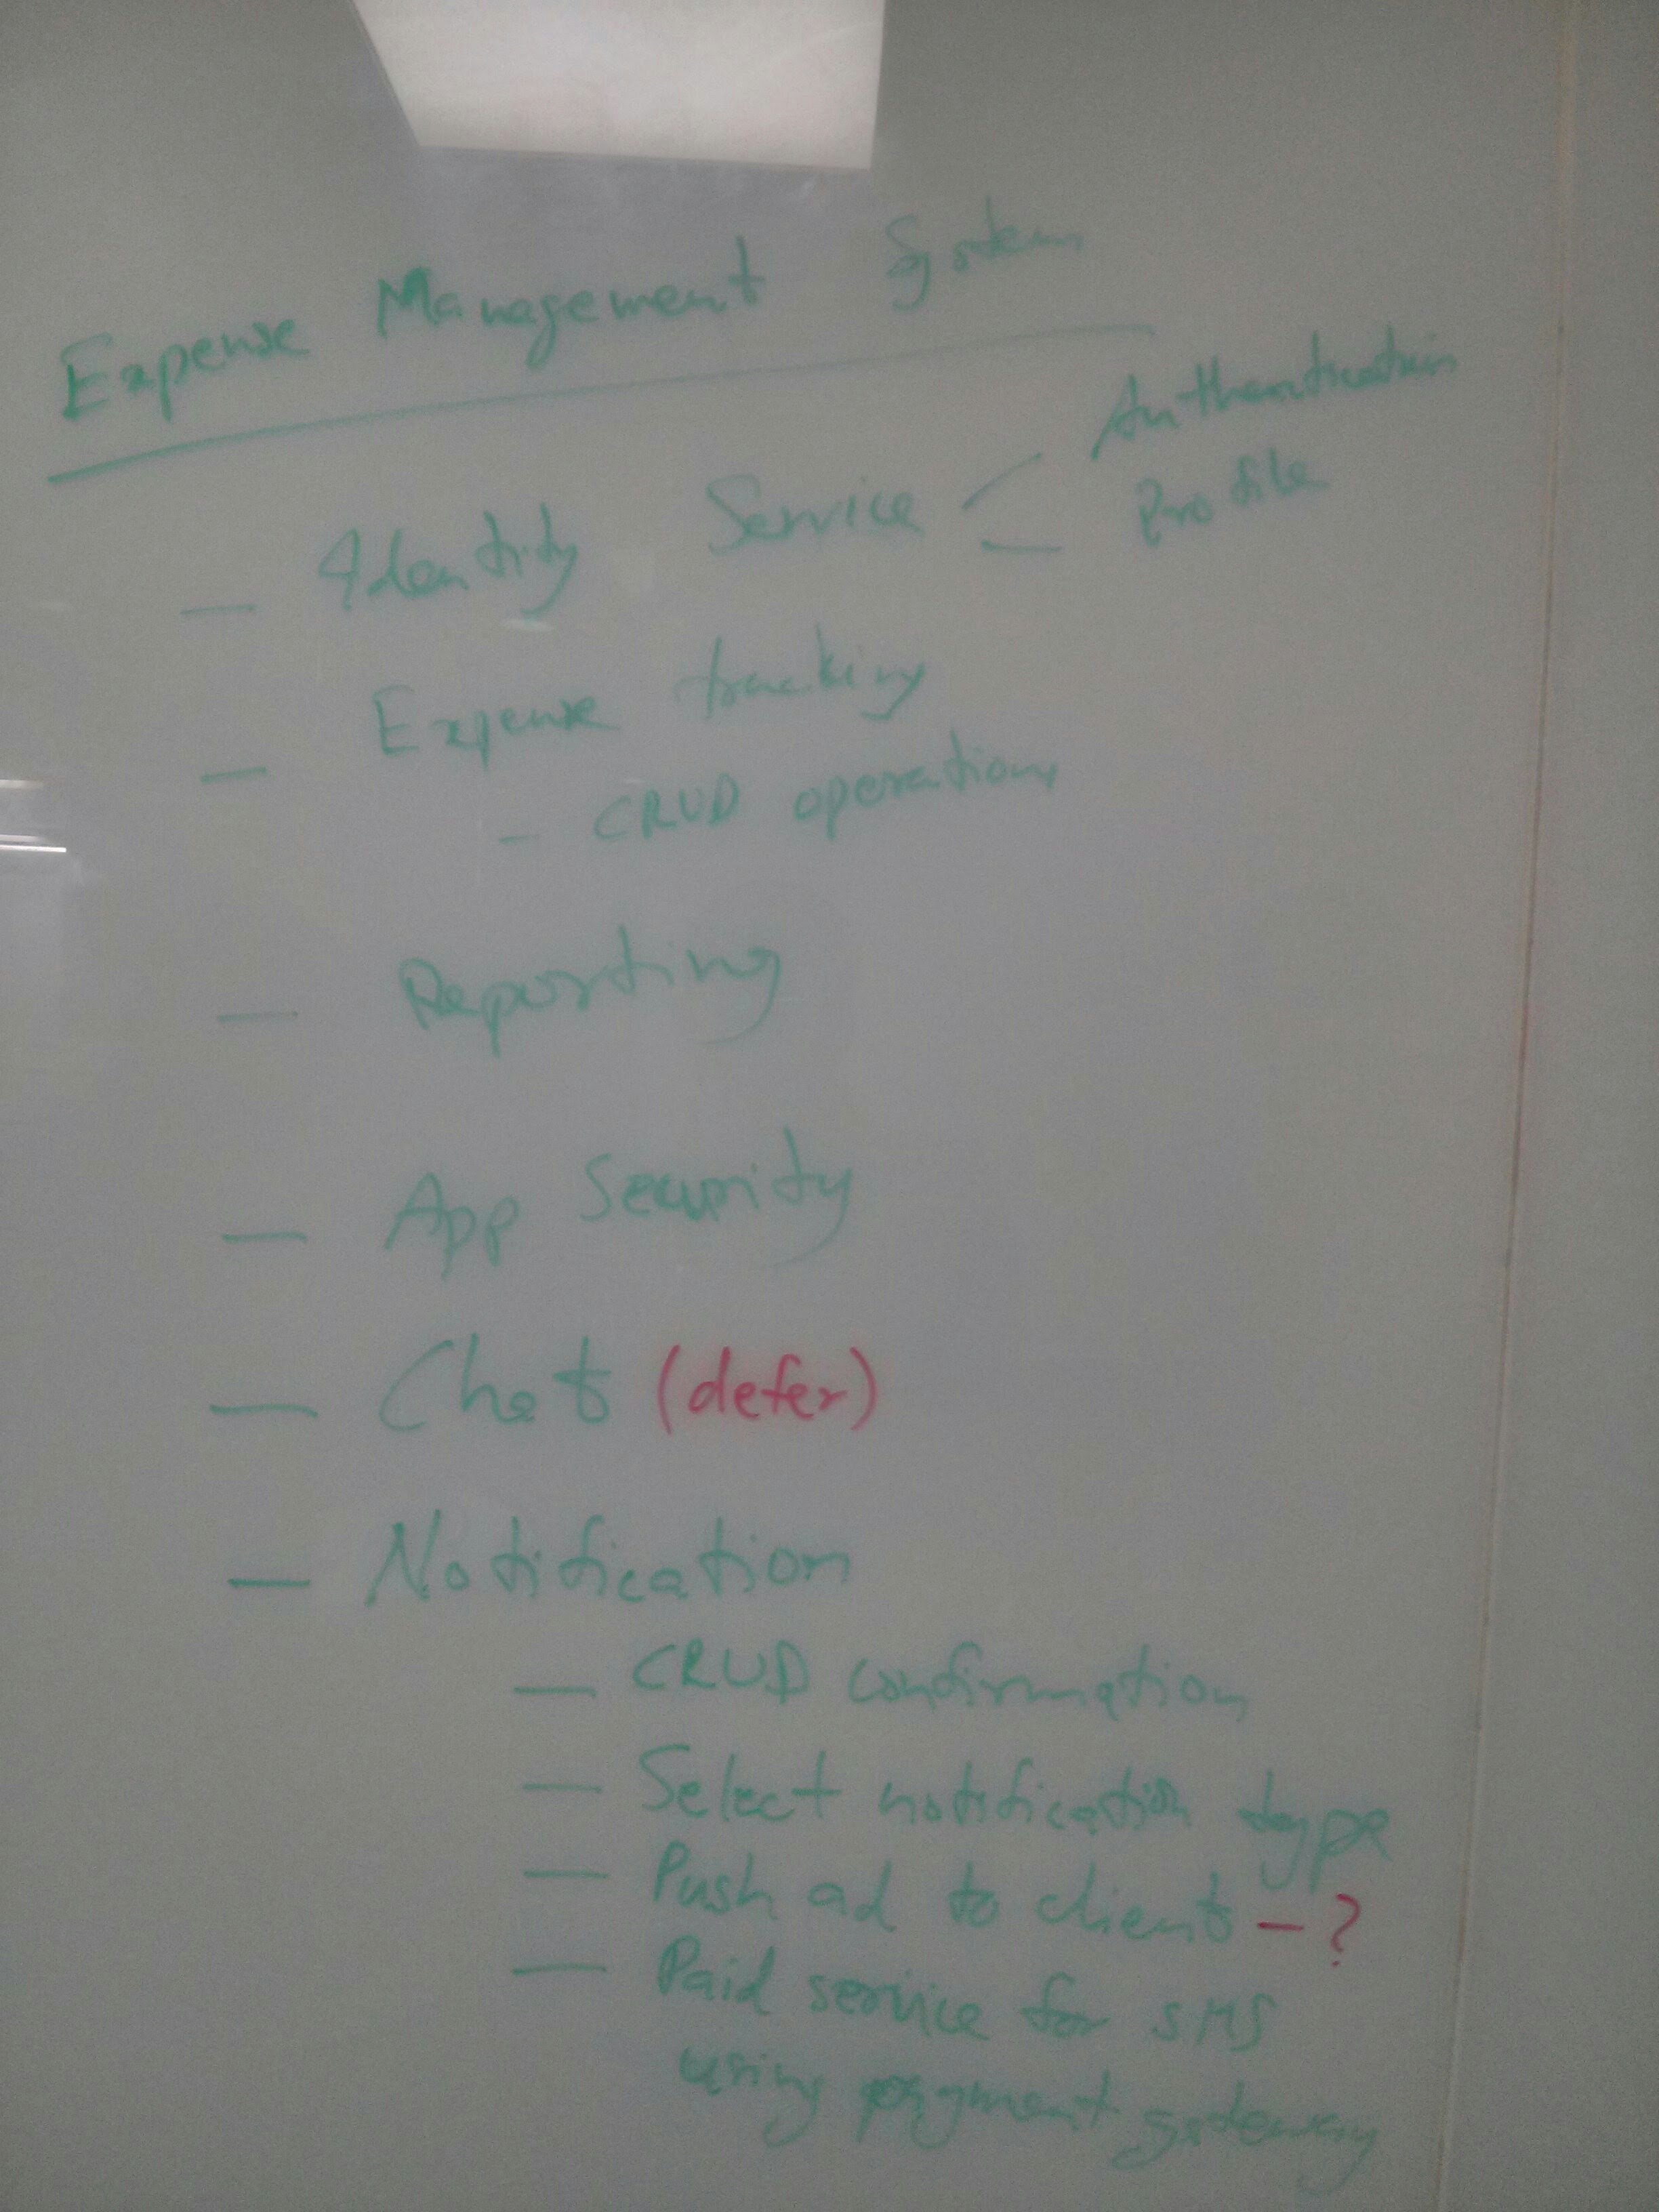 Expense Management System
- Identity Service < Authentication
Profile
- Expense tracking
- CRUD operations
- Reporting
- App Security
- Chat (defer)
- Notification
- CRUD confirmation
- Select notification type
- Push ad to client - ?
- Paid service for SMS
using payment gateway